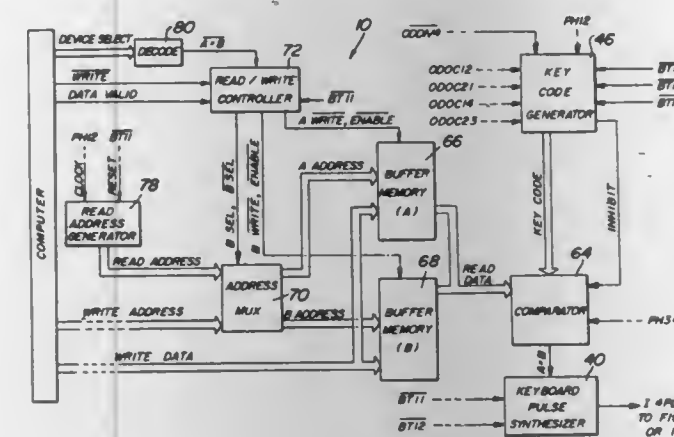 DEVICE SELECT
80
DECODE
A=B
72
10
WRITE
DATA VALID
READ / WRITE
CONTROLLER
BT11
A WRITE, ENABLE
PH12
BT11
CLOCK
RESET
78
READ
ADDRESS
GENERATOR
COMPUTER
B SEL,
B SEL
B WRITE, ENABLE
A ADDRESS
66
BUFFER
MEMORY
(A)
READ ADDRESS
ADDRESS
MUX
70
B ADDRESS
68
BUFFER
MEMORY
(B)
WRITE ADDRESS
WRITE DATA
READ
DATA
PH12
46
ODOC12
ODOC21
ODOC14
ODOC23
KEY
CODE
GENERATOR
KEY CODE
INHIBIT
64
COMPARATOR
PH3
A=B
40
BT11
BT12
KEYBOARD
PULSE
SYNTHESIZER